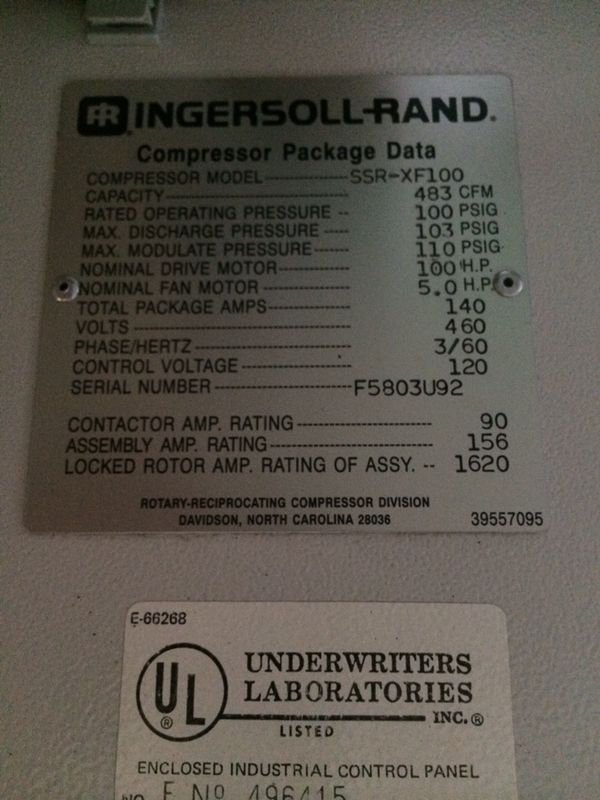 IR INGERSOLL-RAND®
Compressor Package Data
COMPRESSOR MODEL---------------SSR-XF100
CAPACITY----------------------------------- 483 CFM
RATED OPERATING PRESSURE -- 100 PSIG
MAX. DISCHARGE PRESSURE ---- 103 PSIG
MAX. MODULATE PRESSURE----- 110 PSIG
NOMINAL DRIVE MOTOR----------- 100 H.P.
NOMINAL FAN MOTOR-------------- 5.0 H.P.
TOTAL PACKAGE AMPS------------- 140
VOLTS------------------------------------ 460
PHASE/HERTZ-------------------------- 3/60
CONTROL VOLTAGE------------------ 120
SERIAL NUMBER-----------------------F5803U92
CONTACTOR AMP. RATING---------------------- 90
ASSEMBLY AMP. RATING-------------------------- 156
LOCKED ROTOR AMP. RATING OF ASSY. -- 1620
ROTARY-RECIPROCATING COMPRESSOR DIVISION
DAVIDSON, NORTH CAROLINA 28036 39557095
E-66268
UL®
UNDERWRITERS
LABORATORIES
INC.®
LISTED
ENCLOSED INDUSTRIAL CONTROL PANEL
NO. E Nº 496415